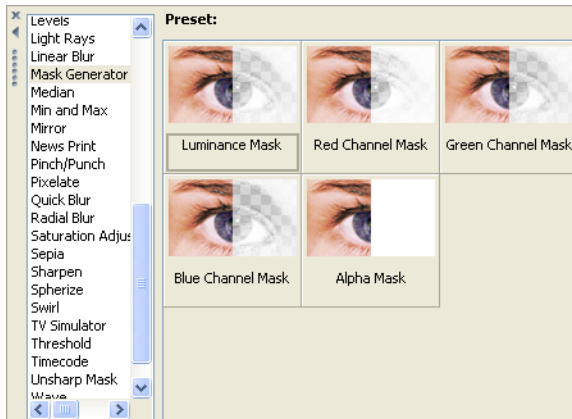 Levels
Light Rays
Linear Blur
Mask Generator
Median
Min and Max
Mirror
News Print
Pinch/Punch
Pixelate
Quick Blur
Radial Blur
Saturation Adjus
Sepia
Sharpen
Spherize
Swirl
TV Simulator
Threshold
Timecode
Unsharp Mask
Wave
Preset:
Luminance Mask
Red Channel Mask
Green Channel Mask
Blue Channel Mask
Alpha Mask